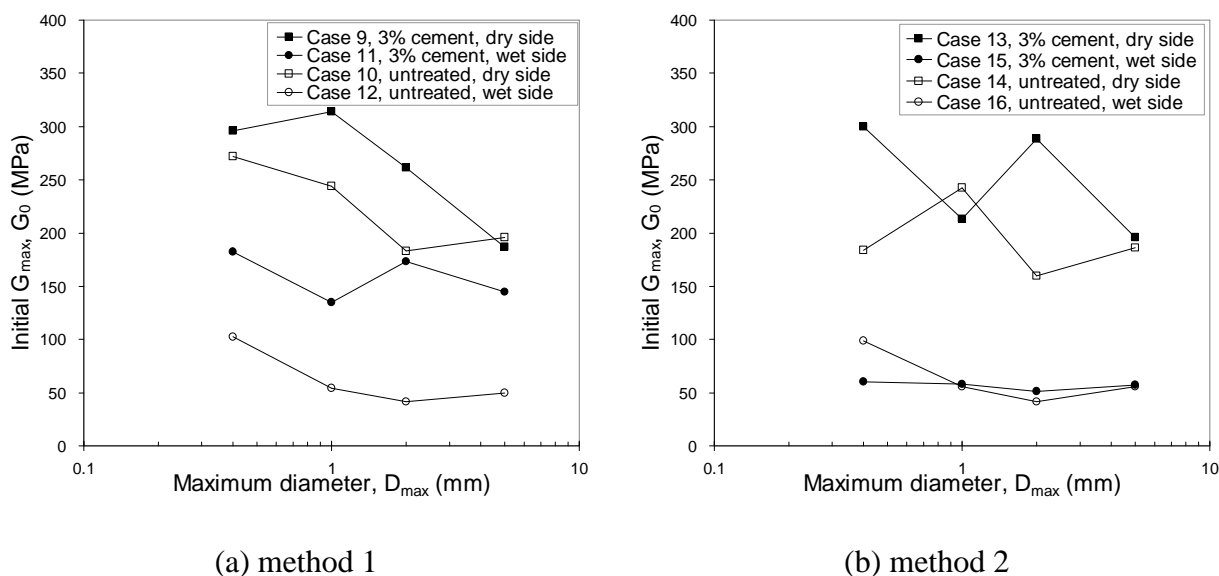 400
350
300
250
200
150
100
50
0
Initial Gmax, G0 (MPa)
Case 9, 3% cement, dry side
Case 11, 3% cement, wet side
Case 10, untreated, dry side
Case 12, untreated, wet side
0.1 1 10
Maximum diameter, Dmax (mm)
(a) method 1
400
350
300
250
200
150
100
50
0
Initial Gmax, G0 (MPa)
Case 13, 3% cement, dry side
Case 15, 3% cement, wet side
Case 14, untreated, dry side
Case 16, untreated, wet side
0.1 1 10
Maximum diameter, Dmax (mm)
(b) method 2